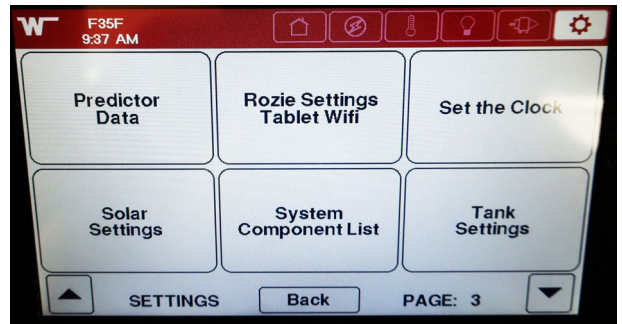 W F35F
9:37 AM
Predictor
Data
Rozie Settings
Tablet Wifi
Set the Clock
Solar
Settings
System
Component List
Tank
Settings
SETTINGS Back PAGE: 3